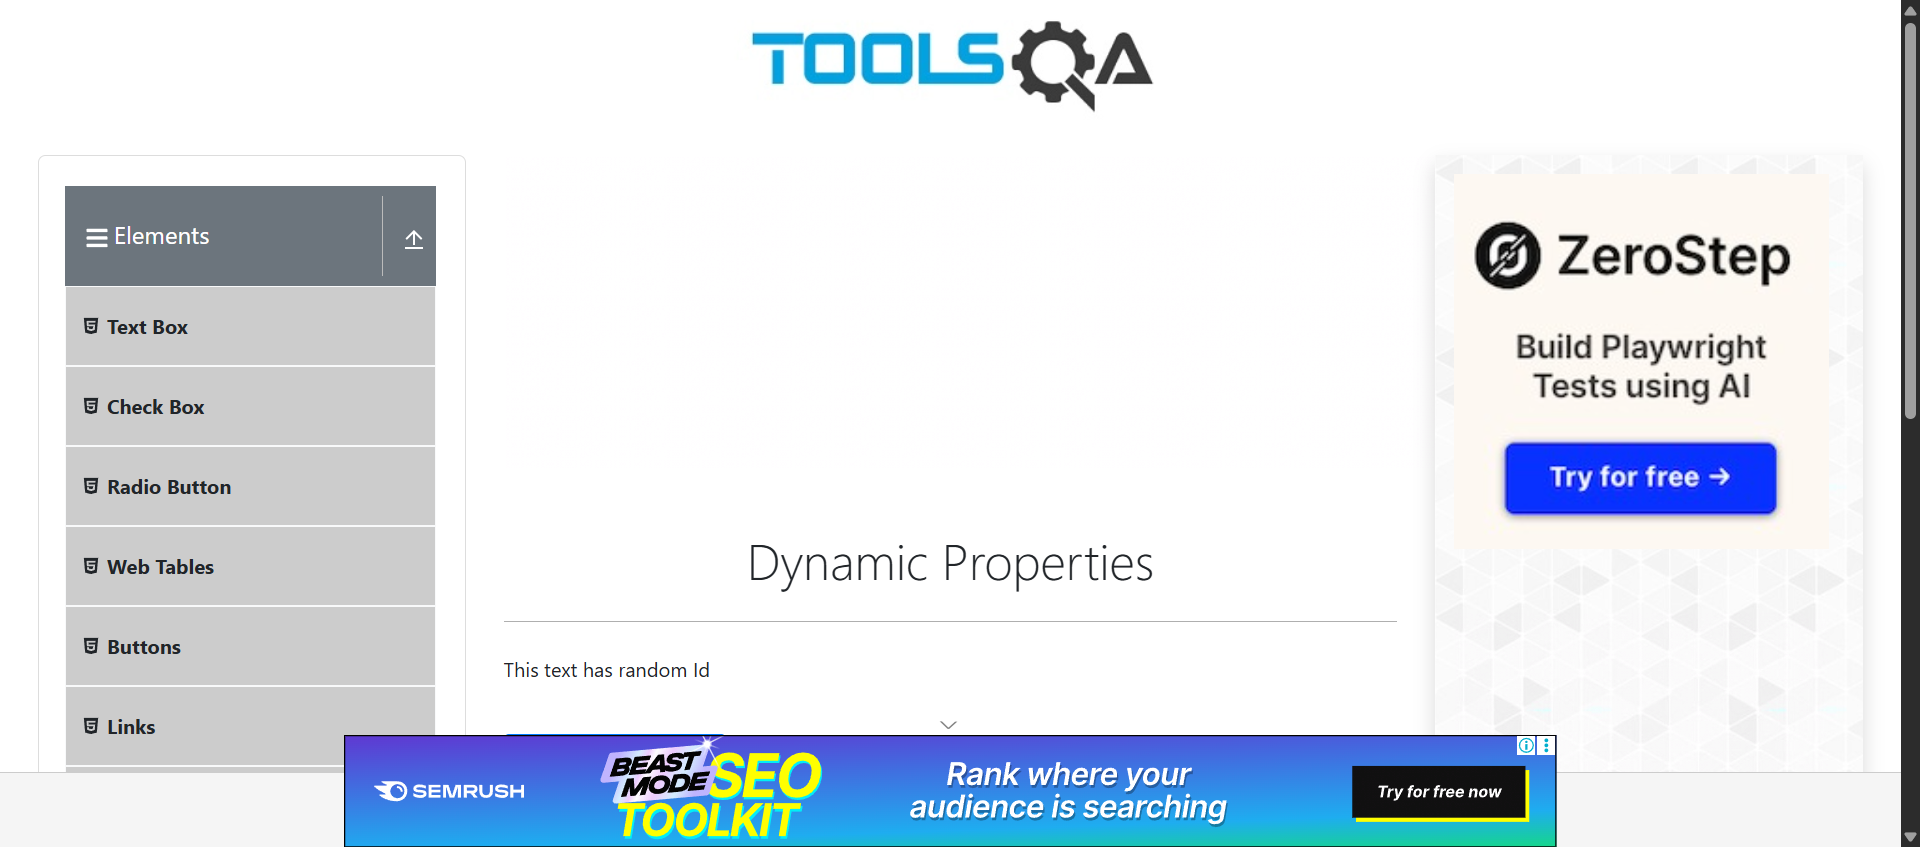 TOOLSQA
Elements
Text Box
Check Box
Radio Button
Web Tables
Buttons
Links
Dynamic Properties
This text has random Id
ZeroStep
Build Playwright
Tests using AI
Try for free →
SEMRUSH
BEAST
MODE
SEO
TOOLKIT
Rank where your
audience is searching
Try for free now